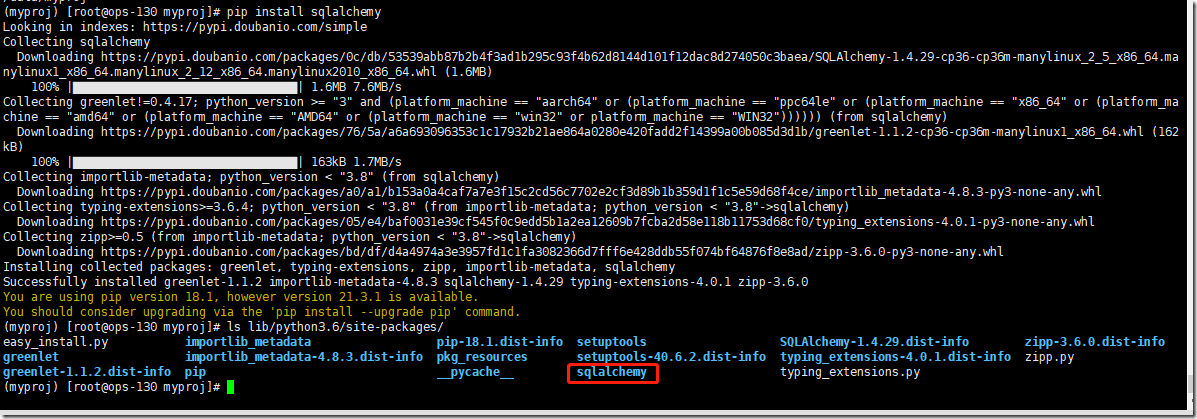 (myproj) [root@ops-130 myproj]# pip install sqlalchemy
Looking in indexes: https://pypi.doubanio.com/simple
Collecting sqlalchemy
  Downloading https://pypi.doubanio.com/packages/0c/db/53539abb87b2b4f3ad1b295c93f4b62d8144d101f12dac8d274050c3baea/SQLAlchemy-1.4.29-cp36-cp36m-manylinux_2_5_x86_64.ma
nylinux1_x86_64.manylinux_2_12_x86_64.manylinux2010_x86_64.whl (1.6MB)
    100% |████████████████████████████████| 1.6MB 7.6MB/s
Collecting greenlet!=0.4.17; python_version >= "3" and (platform_machine == "aarch64" or (platform_machine == "ppc64le" or (platform_machine == "x86_64" or (platform_ma
chine == "amd64" or (platform_machine == "AMD64" or (platform_machine == "win32" or platform_machine == "WIN32")))))) (from sqlalchemy)
  Downloading https://pypi.doubanio.com/packages/76/5a/a6a693096353c1c17932b21ae864a0280e420fadd2f14399a00b085d3d1b/greenlet-1.1.2-cp36-cp36m-manylinux1_x86_64.whl (162
kB)
    100% |████████████████████████████████| 163kB 1.7MB/s
Collecting importlib-metadata; python_version < "3.8" (from sqlalchemy)
  Downloading https://pypi.doubanio.com/packages/a0/a1/b153a0a4caf7a7e3f15c2cd56c7702e2cf3d89b1b359d1f1c5e59d68f4ce/importlib_metadata-4.8.3-py3-none-any.whl
Collecting typing-extensions>=3.6.4; python_version < "3.8" (from importlib-metadata; python_version < "3.8"->sqlalchemy)
  Downloading https://pypi.doubanio.com/packages/05/e4/baf0031e39cf545f0c9edd5b1a2ea12609b7fcba2d58e118b11753d68cf0/typing_extensions-4.0.1-py3-none-any.whl
Collecting zipp>=0.5 (from importlib-metadata; python_version < "3.8"->sqlalchemy)
  Downloading https://pypi.doubanio.com/packages/bd/df/d4a4974a3e3957fd1c1fa3082366d7fff6e428ddb55f074bf64876f8e8ad/zipp-3.6.0-py3-none-any.whl
Installing collected packages: greenlet, typing-extensions, zipp, importlib-metadata, sqlalchemy
Successfully installed greenlet-1.1.2 importlib-metadata-4.8.3 sqlalchemy-1.4.29 typing-extensions-4.0.1 zipp-3.6.0
You are using pip version 18.1, however version 21.3.1 is available.
You should consider upgrading via the 'pip install --upgrade pip' command.
(myproj) [root@ops-130 myproj]# ls lib/python3.6/site-packages/
easy_install.py importlib_metadata pip-18.1.dist-info setuptools SQLAlchemy-1.4.29.dist-info zipp-3.6.0.dist-info
greenlet importlib_metadata-4.8.3.dist-info pkg_resources setuptools-40.6.2.dist-info typing_extensions-4.0.1.dist-info zipp.py
greenlet-1.1.2.dist-info pip __pycache__ sqlalchemy typing_extensions.py
(myproj) [root@ops-130 myproj]#